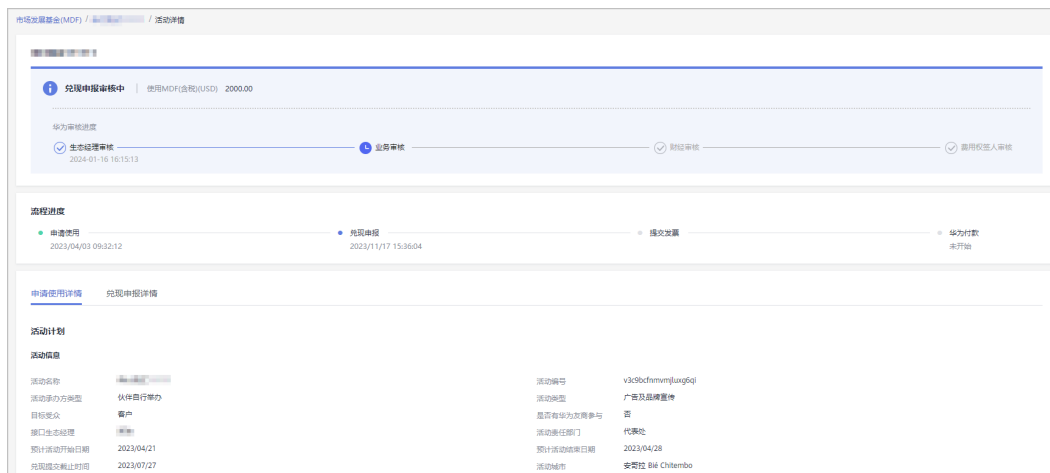 市场发展基金(MDF) / / 活动详情
兑现申报审核中 使用MDF(含税)(USD) 2000.00
华为审核进度
生态经理审核 业务审核 财经审核 费用权签人审核
2024-01-16 16:15:13
流程进度
申请使用 兑现申报 提交发票 华为付款
2023/04/03 09:32:12 2023/11/17 15:36:04 未开始
申请使用详情 兑现申报详情
活动计划
活动信息
活动名称 活动编号 v3c9bcfnmvmjluxg6qi
活动承办方类型 伙伴自行举办 活动类型 广告及品牌宣传
目标受众 客户 是否有华为友商参与 否
接口生态经理 活动责任部门 代表处
预计活动开始日期 2023/04/21 预计活动结束日期 2023/04/28
兑现提交截止时间 2023/07/27 活动城市 安哥拉 Bié Chitembo